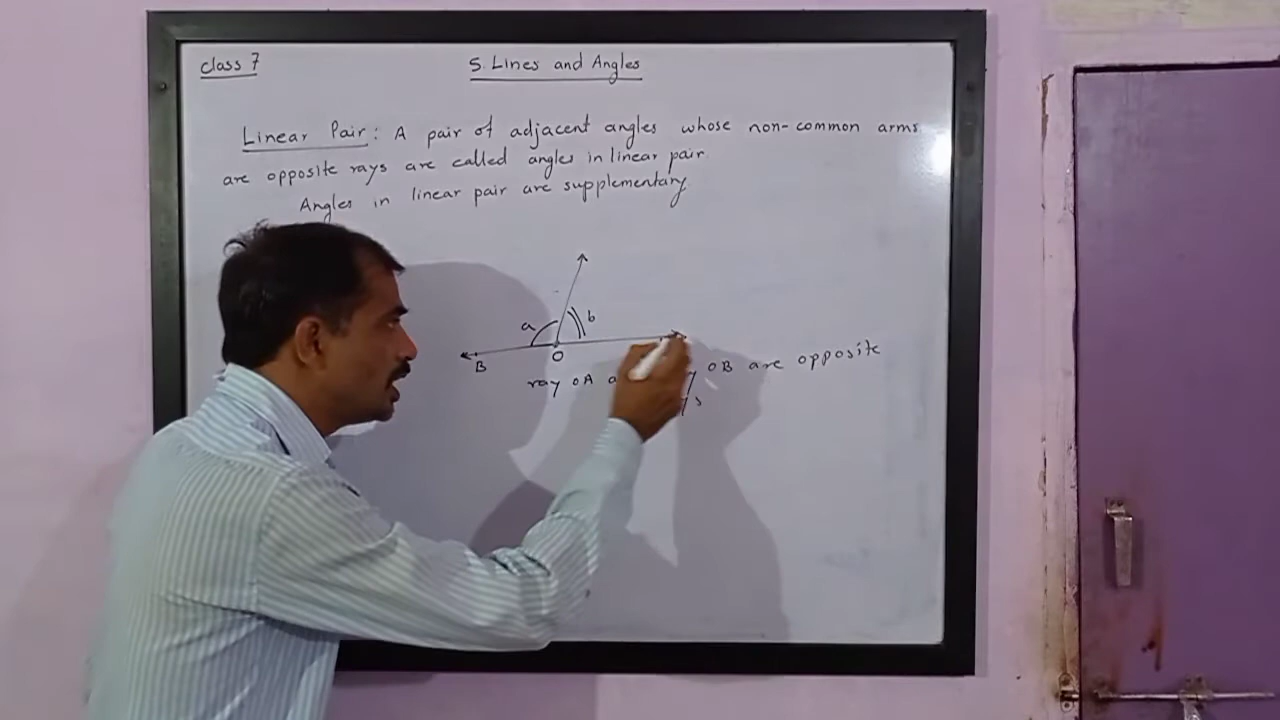 class 7
5. Lines and Angles
Linear Pair: A pair of adjacent angles whose non-common arms
are opposite rays are called angles in linear pair.
Angles in linear pair are supplementary.
a b
B O
ray OA OB are opposite